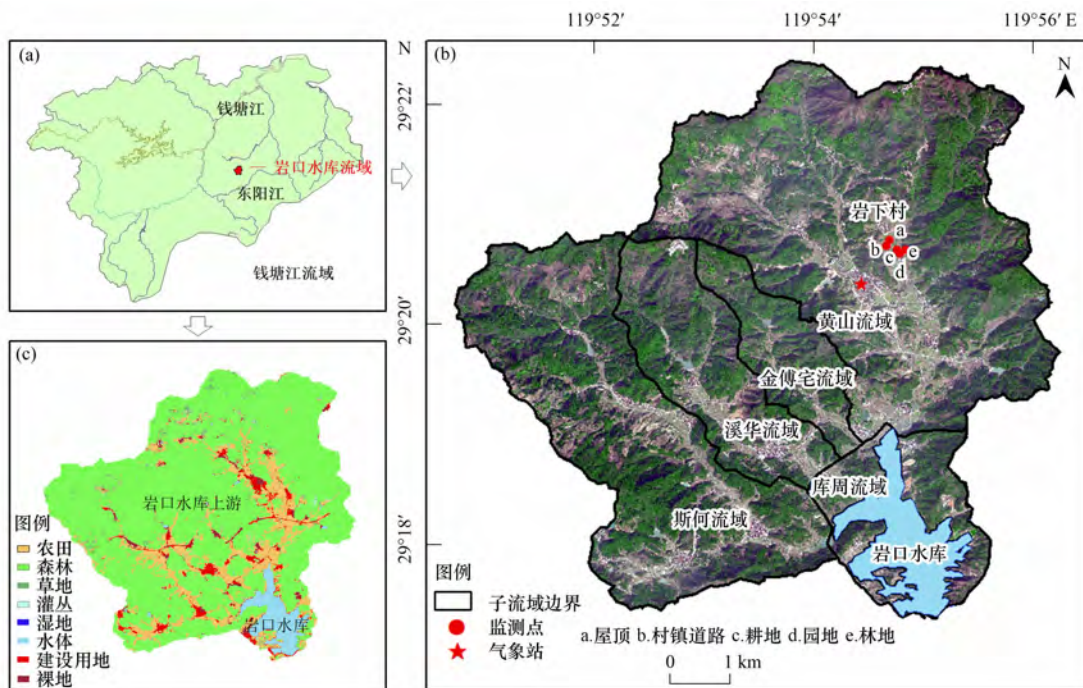 (a)
钱塘江
岩口水库流域
东阳江
钱塘江流域
(c)
岩口水库上游
岩口水库
图例
农田
森林
草地
灌丛
湿地
水体
建设用地
裸地
119°52′
119°54′
119°56′ E
N
29°22′
29°20′
29°18′
(b)
N
岩下村
a
b
c
e
d
黄山流域
金傅宅流域
溪华流域
库周流域
斯何流域
岩口水库
图例
子流域边界
监测点
气象站
a.屋顶 b.村镇道路 c.耕地 d.园地 e.林地
0 1 km